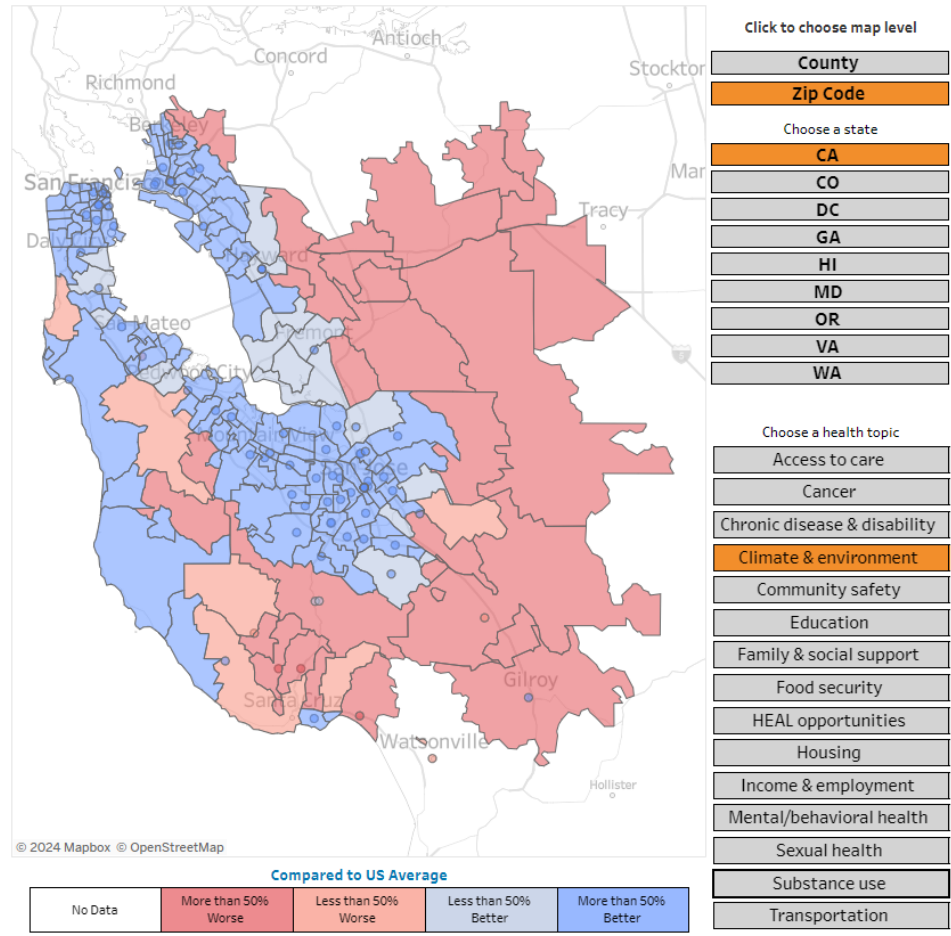 Antioch
Concord
Stockton
Richmond
Berkeley
San Francisc
Mar
Tracy
Daly
Hayward
San Mateo
Fremont
Redwood City
Mountain View
San Jose
Gilroy
Santa Cruz
Watsonville
Hollister
© 2024 Mapbox © OpenStreetMap
Compared to US Average
No Data
More than 50%
Worse
Less than 50%
Worse
Less than 50%
Better
More than 50%
Better
Click to choose map level
County
Zip Code
Choose a state
CA
CO
DC
GA
HI
MD
OR
VA
WA
Choose a health topic
Access to care
Cancer
Chronic disease & disability
Climate & environment
Community safety
Education
Family & social support
Food security
HEAL opportunities
Housing
Income & employment
Mental/behavioral health
Sexual health
Substance use
Transportation